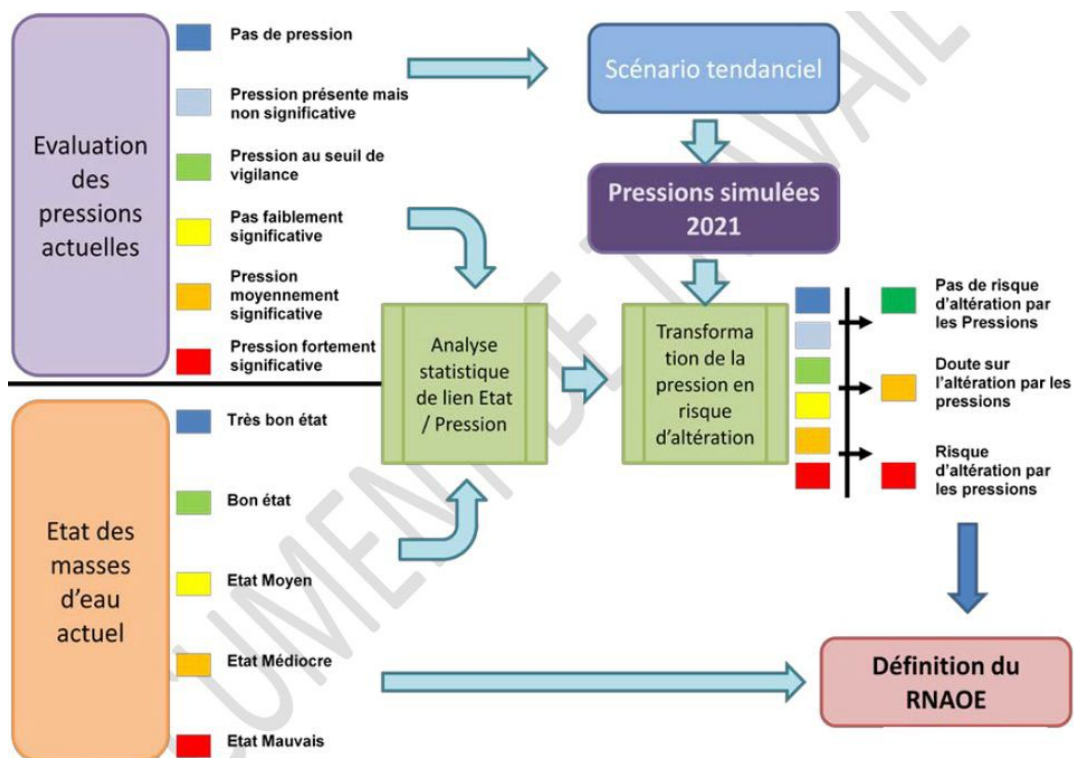 Evaluation
des
pressions
actuelles
Pas de pression
Pression présente mais
non significative
Pression au seuil de
vigilance
Pas faiblement
significative
Pression
moyennement
significative
Pression fortement
significative
Etat des
masses
d'eau
actuel
Très bon état
Bon état
Etat Moyen
Etat Médiocre
Etat Mauvais
Analyse
statistique
de lien Etat
/ Pression
Scénario tendanciel
Pressions simulées
2021
Transforma
tion de la
pression en
risque
d'altération
Pas de risque
d'altération par
les Pressions
Doute sur
l'altération par les
pressions
Risque
d'altération par
les pressions
Définition du
RNAOE